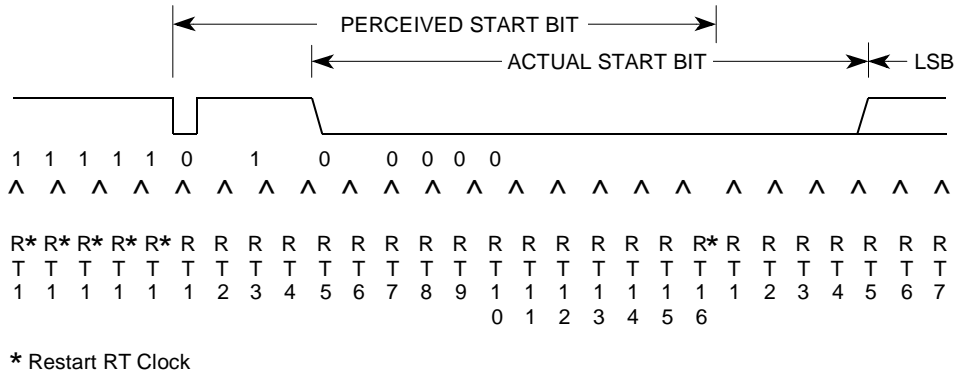 PERCEIVED START BIT
ACTUAL START BIT LSB
1 1 1 1 1 0 1 0 0 0 0 0
R* R* R* R* R* R R R R R R R R R R R R R R R R* R R R R R R R
T T T T T T T T T T T T T T T T T T T T T T T T T T T T
1 1 1 1 1 1 2 3 4 5 6 7 8 9 1 1 1 1 1 1 1 1 2 3 4 5 6 7
0 1 2 3 4 5 6
* Restart RT Clock